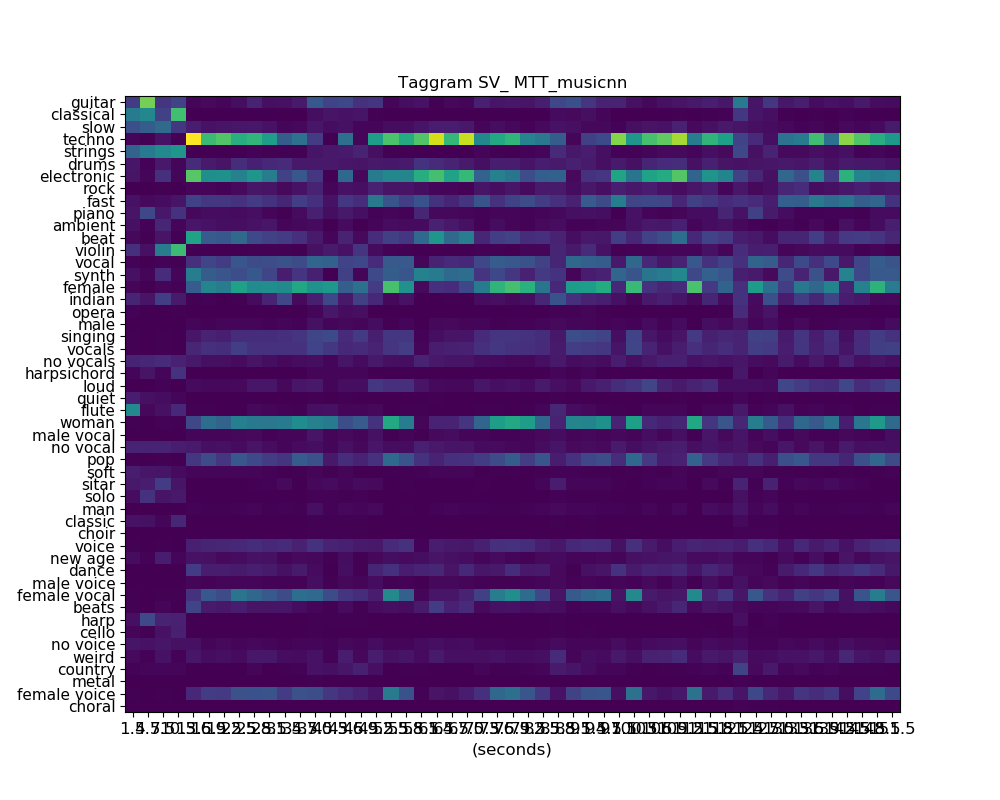 Taggram SV_ MTT_musicnn
guitar
classical
slow
techno
strings
drums
electronic
rock
fast
piano
ambient
beat
violin
vocal
synth
female
indian
opera
male
singing
vocals
no vocals
harpsichord
loud
quiet
flute
woman
male vocal
no vocal
pop
soft
sitar
solo
man
classic
choir
voice
new age
dance
male voice
female vocal
beats
harp
cello
no voice
weird
country
metal
female voice
choral
(seconds)